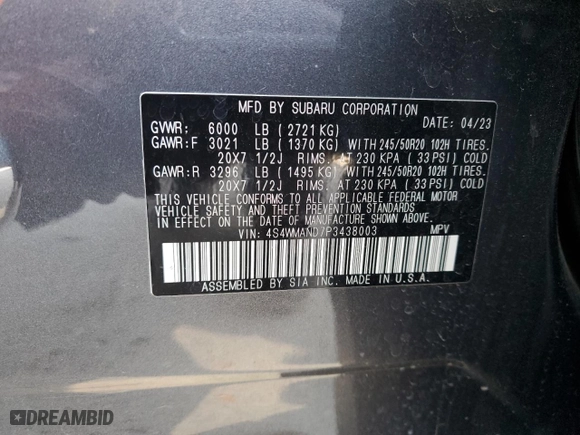 MFD BY SUBARU CORPORATION
GVWR: 6000 LB ( 2721 KG) DATE: 04/23
GAWR:F 3021 LB ( 1370 KG) WITH 245/50R20 102H TIRES.
20X7 1/2J RIMS. AT 230 KPA ( 33 PSI) COLD
GAWR:R 3296 LB ( 1495 KG) WITH 245/50R20 102H TIRES.
20X7 1/2J RIMS. AT 230 KPA ( 33 PSI) COLD
THIS VEHICLE CONFORMS TO ALL APPLICABLE FEDERAL MOTOR
VEHICLE SAFETY AND THEFT PREVENTION STANDARDS
IN EFFECT ON THE DATE OF MANUFACTURE SHOWN ABOVE.
VIN: 4S4WMAND7P3438003 MPV
ASSEMBLED BY SIA INC. MADE IN U.S.A.
DREAMBID